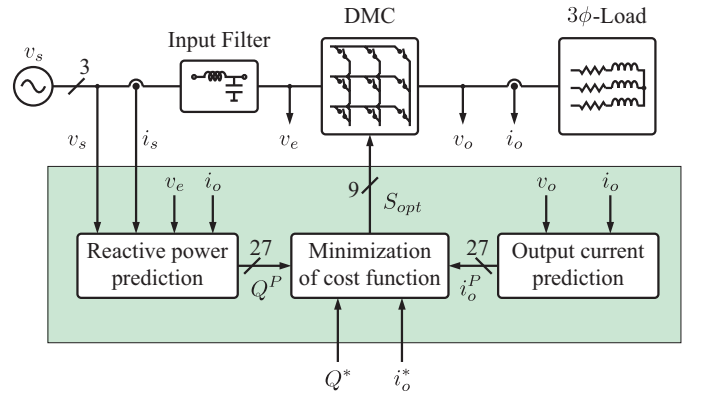 DMC
3ϕ-Load
Input Filter
v_s
3
v_s
i_s
v_e
v_o
i_o
9
S_opt
v_e
i_o
v_o
i_o
Reactive power
prediction
27
Q^P
Minimization
of cost function
27
i_o^P
Output current
prediction
Q^*
i_o^*